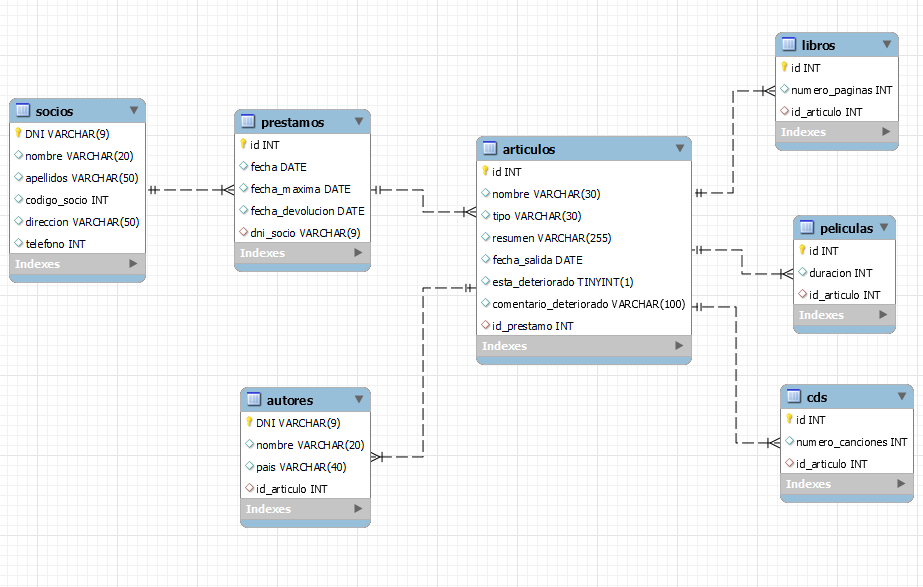 socios
DNI VARCHAR(9)
nombre VARCHAR(20)
apellidos VARCHAR(50)
codigo_socio INT
direccion VARCHAR(50)
telefono INT
Indexes
prestamos
id INT
fecha DATE
fecha_maxima DATE
fecha_devolucion DATE
dni_socio VARCHAR(9)
Indexes
articulos
id INT
nombre VARCHAR(30)
tipo VARCHAR(30)
resumen VARCHAR(255)
fecha_salida DATE
esta_deteriorado TINYINT(1)
comentario_deteriorado VARCHAR(100)
id_prestamo INT
Indexes
autores
DNI VARCHAR(9)
nombre VARCHAR(20)
pais VARCHAR(40)
id_articulo INT
Indexes
libros
id INT
numero_paginas INT
id_articulo INT
Indexes
peliculas
id INT
duracion INT
id_articulo INT
Indexes
cds
id INT
numero_canciones INT
id_articulo INT
Indexes